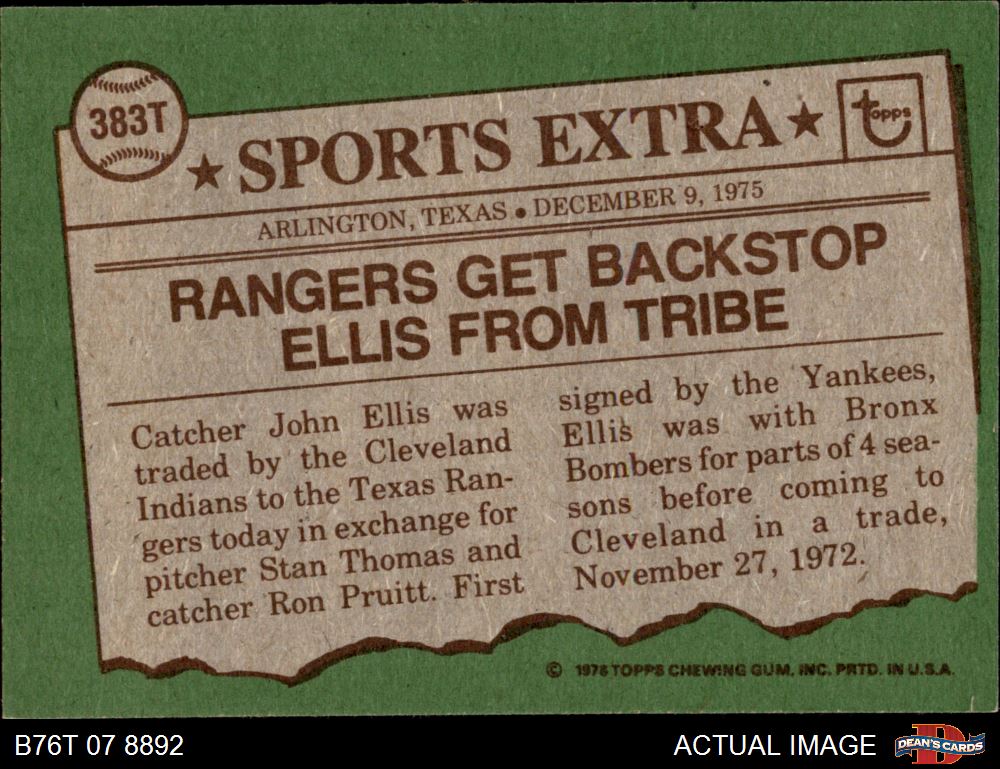 383T
★ SPORTS EXTRA ★
topps
ARLINGTON, TEXAS • DECEMBER 9, 1975
RANGERS GET BACKSTOP
ELLIS FROM TRIBE
Catcher John Ellis was
traded by the Cleveland
Indians to the Texas Ran-
gers today in exchange for
pitcher Stan Thomas and
catcher Ron Pruitt. First
signed by the Yankees,
Ellis was with Bronx
Bombers for parts of 4 sea-
sons before coming to
Cleveland in a trade,
November 27, 1972.
© 1976 TOPPS CHEWING GUM, INC. PRTD. IN U.S.A.
B76T 07 8892
ACTUAL IMAGE
D
DEAN'S CARDS